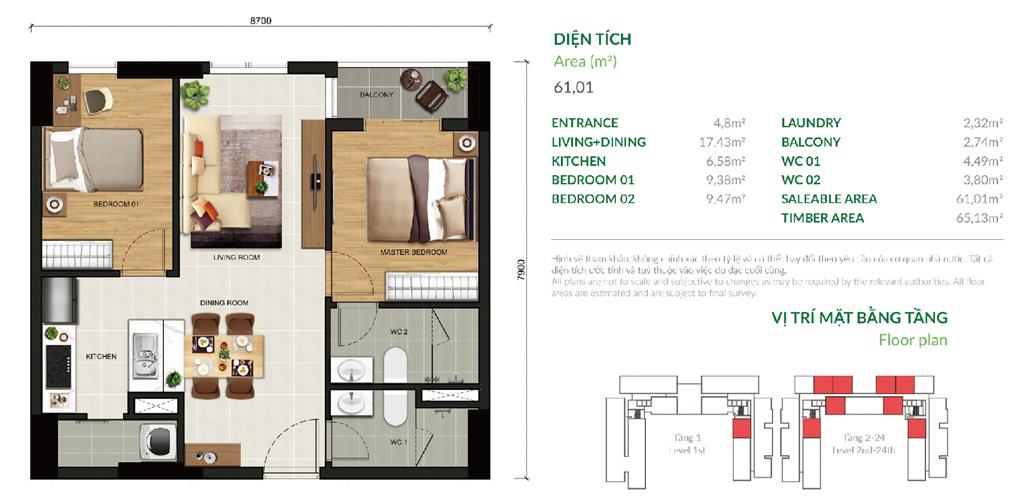 8700
7900
BALCONY
BEDROOM 01
LIVING ROOM
MASTER BEDROOM
DINING ROOM
KITCHEN
WC 2
WC 1
DIỆN TÍCH
Area (m²)
61,01
ENTRANCE 4,8m²
LIVING+DINING 17,43m²
KITCHEN 6,58m²
BEDROOM 01 9,38m²
BEDROOM 02 9,47m²
LAUNDRY 2,32m²
BALCONY 2,74m²
WC 01 4,49m²
WC 02 3,80m²
SALEABLE AREA 61,01m²
TIMBER AREA 65,13m²
Hình vẽ tham khảo, không chính xác theo tỷ lệ và có thể thay đổi theo yêu cầu của cơ quan nhà nước. Tất cả
diện tích ước tính và tuỳ thuộc vào việc đo đạc cuối cùng.
All plans are not to scale and subjective to changes as may be required by the relevant authorities. All floor
areas are estimated and are subject to final survey.
VỊ TRÍ MẶT BẰNG TẦNG
Floor plan
Tầng 1
Level 1st
Tầng 2-24
Level 2nd-24th